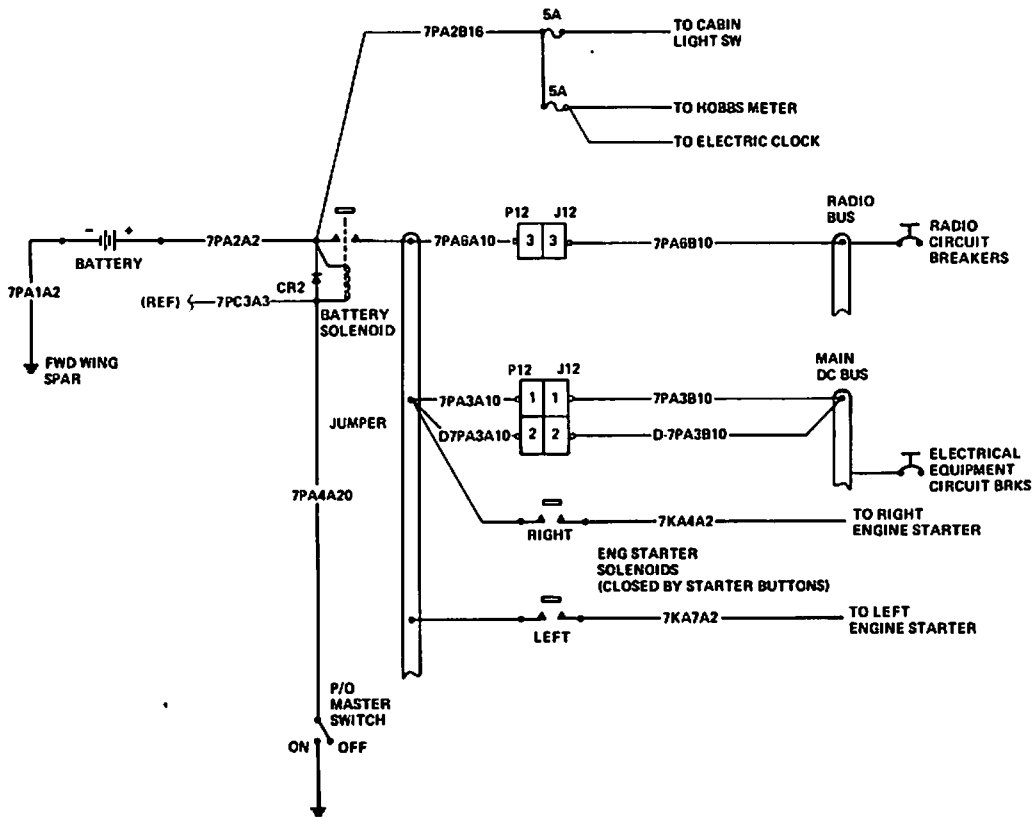 7PA2B16
5A
TO CABIN
LIGHT SW
5A
TO HOBBS METER
TO ELECTRIC CLOCK
- +
BATTERY
7PA2A2
7PA1A2
FWD WING
SPAR
(REF)
7PC3A3
CR2
BATTERY
SOLENOID
7PA6A10
P12 J12
3 3
7PA6B10
RADIO
BUS
RADIO
CIRCUIT
BREAKERS
JUMPER
7PA3A10
D7PA3A10
P12 J12
1 1
2 2
7PA3B10
D-7PA3B10
MAIN
DC BUS
ELECTRICAL
EQUIPMENT
CIRCUIT BRKS
7PA4A20
RIGHT
7KA4A2
TO RIGHT
ENGINE STARTER
ENG STARTER
SOLENOIDS
(CLOSED BY STARTER BUTTONS)
LEFT
7KA7A2
TO LEFT
ENGINE STARTER
P/O
MASTER
SWITCH
ON OFF